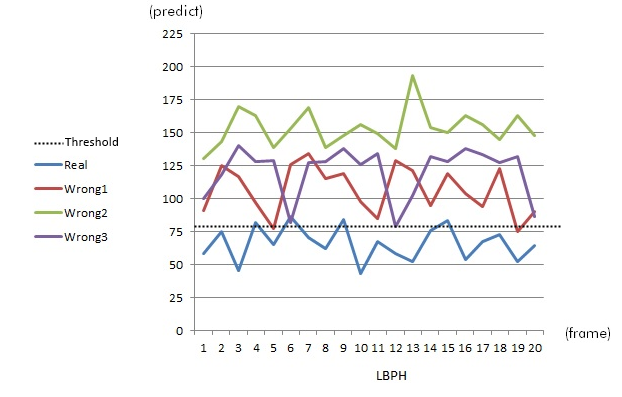 (predict)
225
200
175
150
125
100
75
50
25
0
Threshold
Real
Wrong1
Wrong2
Wrong3
1 2 3 4 5 6 7 8 9 10 11 12 13 14 15 16 17 18 19 20
(frame)
LBPH